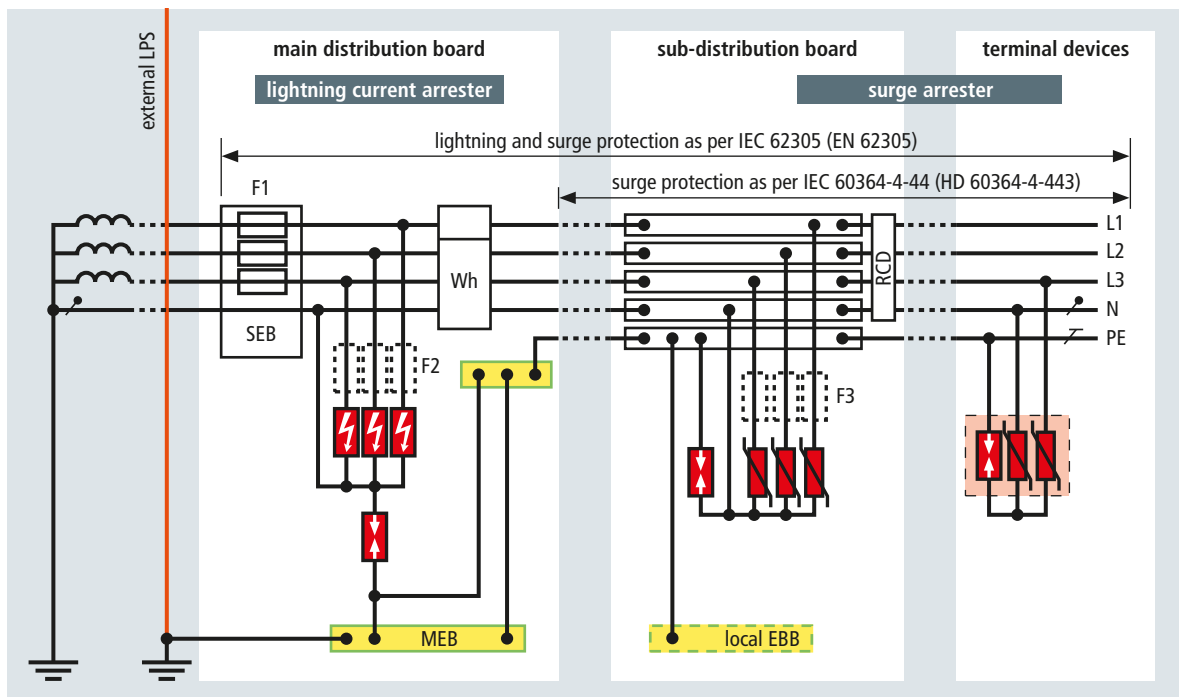 external LPS
main distribution board
sub-distribution board
terminal devices
lightning current arrester
surge arrester
lightning and surge protection as per IEC 62305 (EN 62305)
surge protection as per IEC 60364-4-44 (HD 60364-4-443)
F1
L1
L2
L3
N
PE
Wh
RCD
SEB
F2
F3
MEB
local EBB